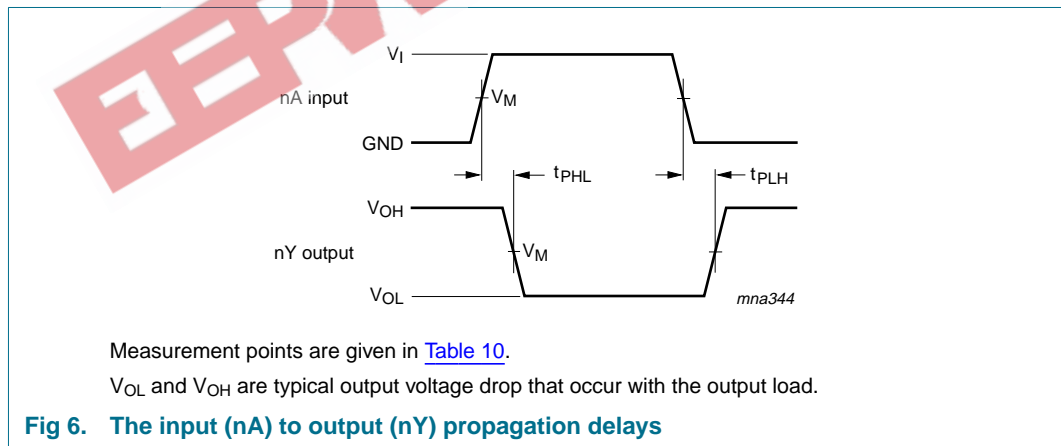 EEPW
VI
nA input
VM
GND
tPHL
tPLH
VOH
nY output
VM
VOL
mna344
Measurement points are given in Table 10.
VOL and VOH are typical output voltage drop that occur with the output load.
Fig 6. The input (nA) to output (nY) propagation delays